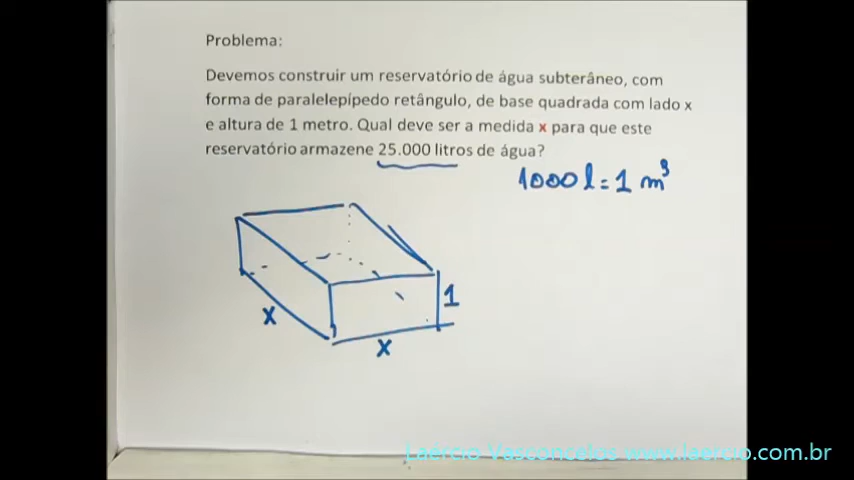 Problema:
Devemos construir um reservatório de água subterâneo, com
forma de paralelepípedo retângulo, de base quadrada com lado x
e altura de 1 metro. Qual deve ser a medida x para que este
reservatório armazene 25.000 litros de água?
1000 l = 1 m³
1
x
x
Laércio Vasconcelos www.laercio.com.br